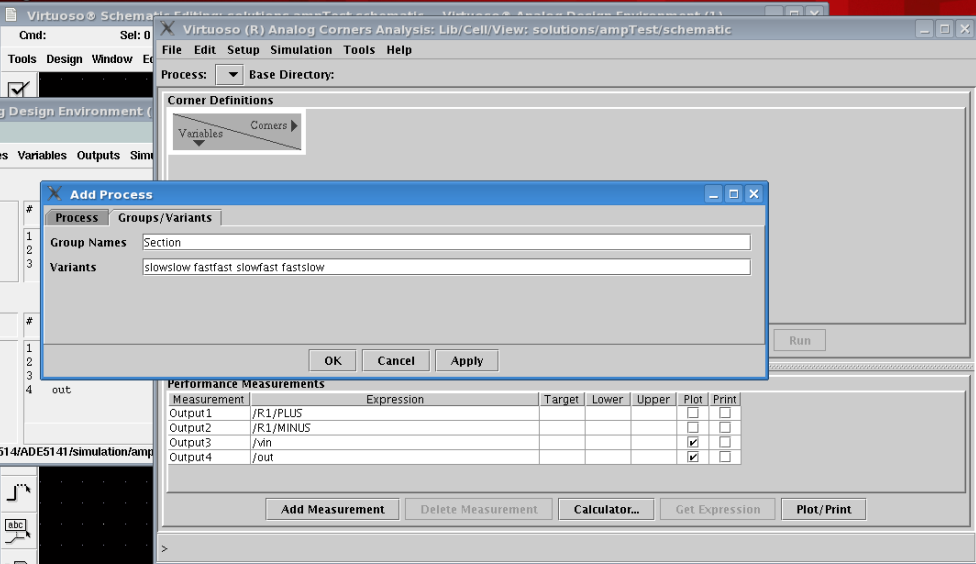 Virtuoso® Schematic Editing: solutions ampTest schematic Virtuoso® Analog Design Environment (1)
Virtuoso (R) Analog Corners Analysis: Lib/Cell/View: solutions/ampTest/schematic
Cmd: Sel: 0
File Edit Setup Simulation Tools Help
Tools Design Window Ed
Process: Base Directory:
Corner Definitions
Corners
Variables
g Design Environment (
es Variables Outputs Simu
Add Process
Process Groups/Variants
Group Names Section
Variants slowslow fastfast slowfast fastslow
OK Cancel Apply
#
1
2
3
#
1
2
3
4 out
Run
Performance Measurements
Measurement Expression Target Lower Upper Plot Print
Output1 /R1/PLUS
Output2 /R1/MINUS
Output3 /vin
Output4 /out
514/ADE5141/simulation/amp
Add Measurement Delete Measurement Calculator... Get Expression Plot/Print
abc
>